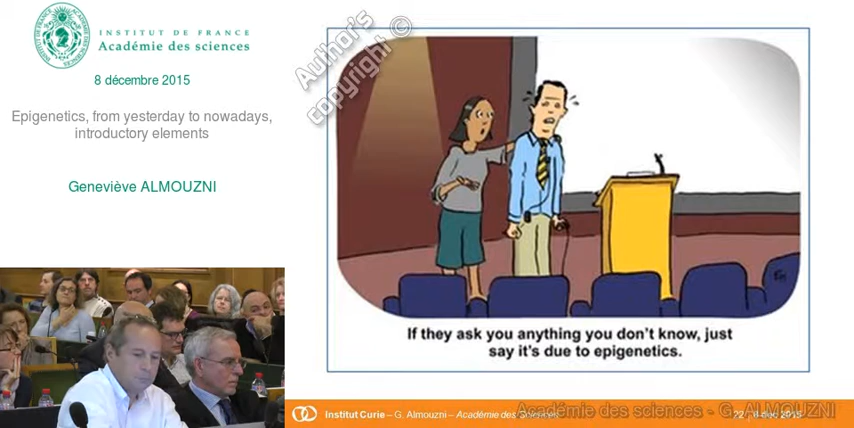 INSTITUT DE FRANCE
Académie des sciences
8 décembre 2015
Epigenetics, from yesterday to nowadays,
introductory elements
Geneviève ALMOUZNI
Author's
copyright ©
If they ask you anything you don't know, just
say it's due to epigenetics.
Institut Curie – G. Almouzni – Académie des Sciences
Académie des sciences - G. ALMOUZNI